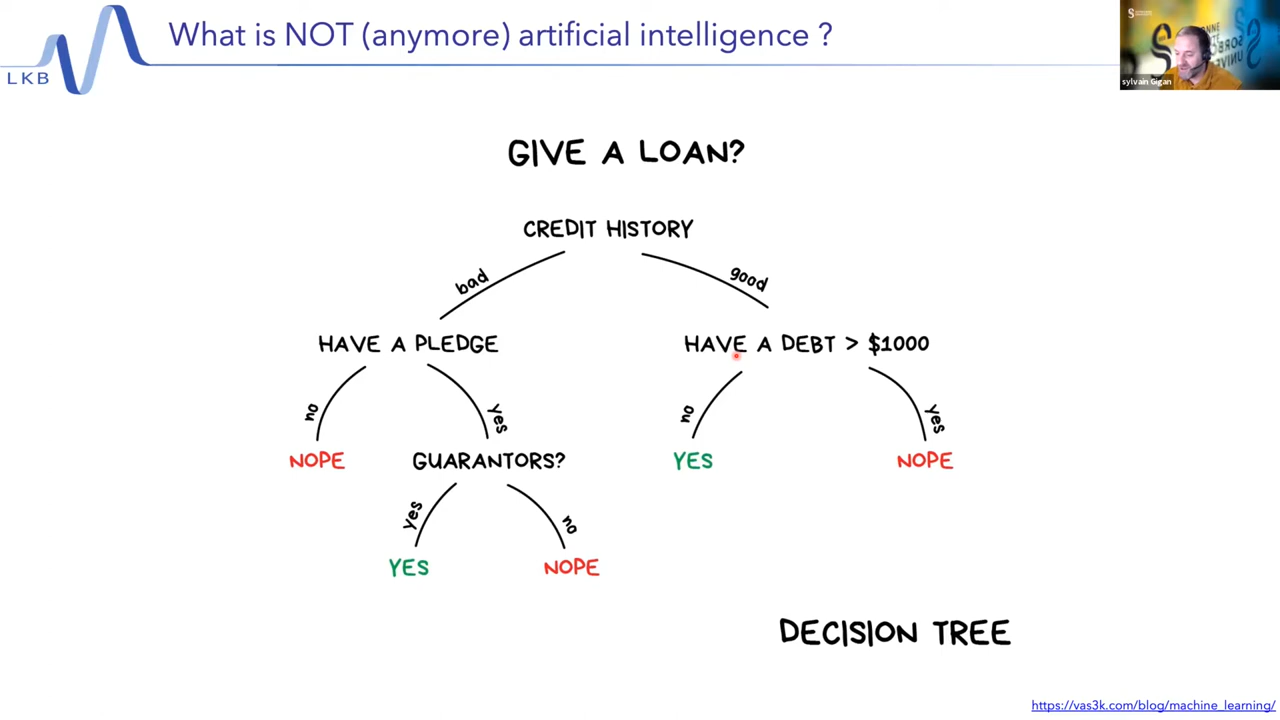 What is NOT (anymore) artificial intelligence ?
LKB
sylvain Gigan
GIVE A LOAN?
CREDIT HISTORY
bad
good
HAVE A PLEDGE
HAVE A DEBT > $1000
no
yes
no
yes
NOPE
GUARANTORS?
YES
NOPE
yes
no
YES
NOPE
DECISION TREE
https://vas3k.com/blog/machine_learning/